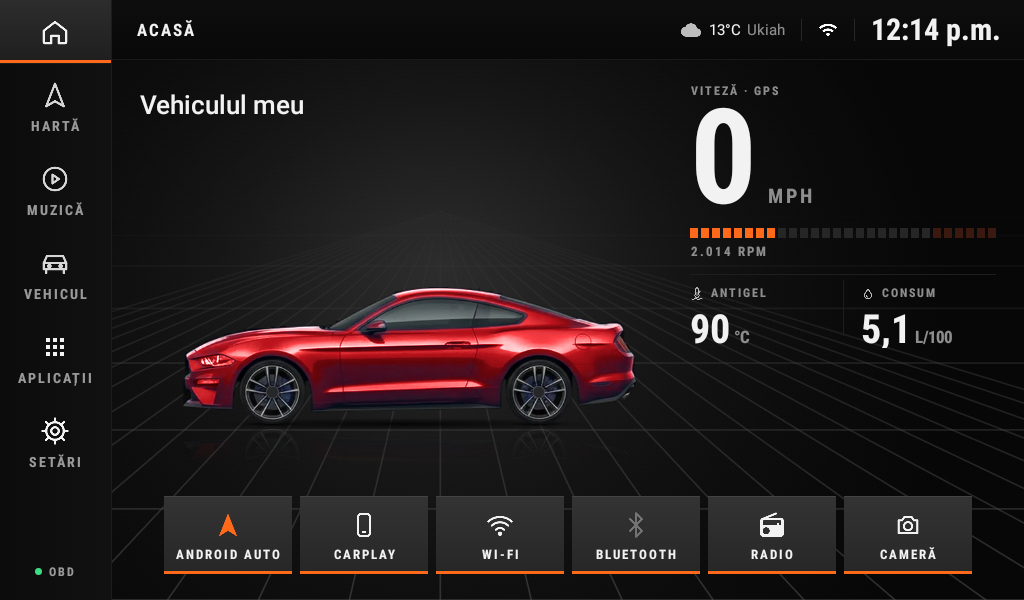 ACASĂ
13°C Ukiah
12:14 p.m.
HARTĂ
MUZICĂ
VEHICUL
APLICAȚII
SETĂRI
OBD
Vehiculul meu
VITEZĂ · GPS
0 MPH
2.014 RPM
ANTIGEL
90 °C
CONSUM
5,1 L/100
ANDROID AUTO
CARPLAY
WI-FI
BLUETOOTH
RADIO
CAMERĂ